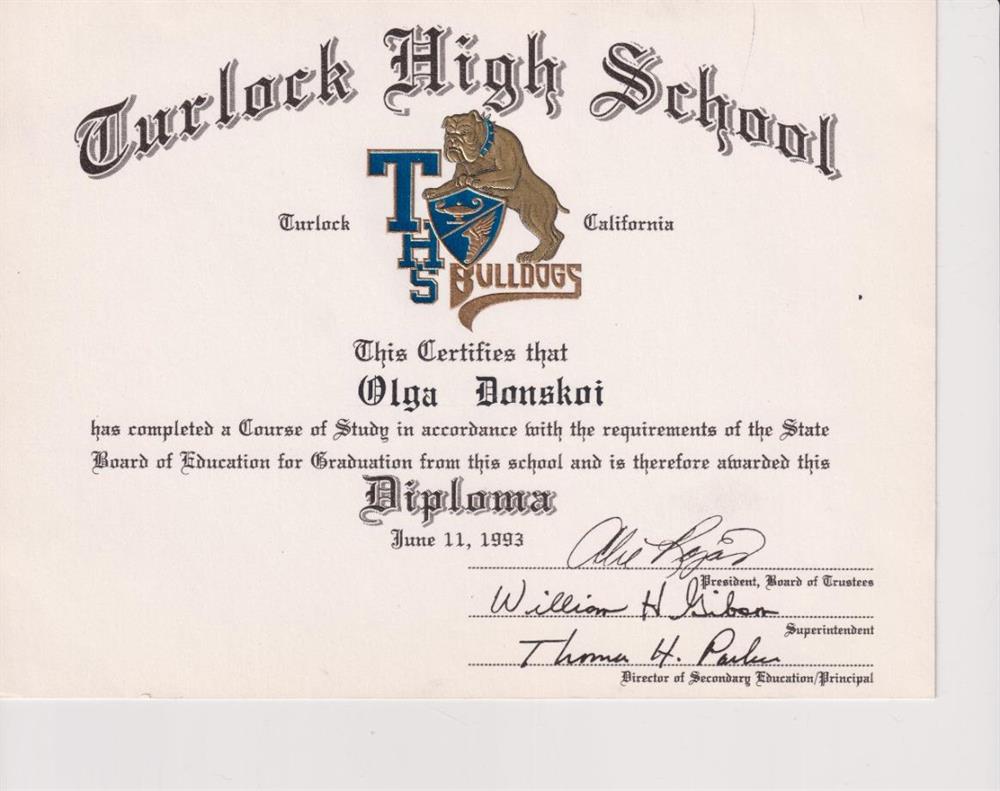 Turlock High School
Turlock
California
THS
BULLDOGS
This Certifies that
Olga Donskoi
has completed a Course of Study in accordance with the requirements of the State
Board of Education for Graduation from this school and is therefore awarded this
Diploma
June 11, 1993
President, Board of Trustees
William H Gibson
Superintendent
Thomas H. Parker
Director of Secondary Education/Principal